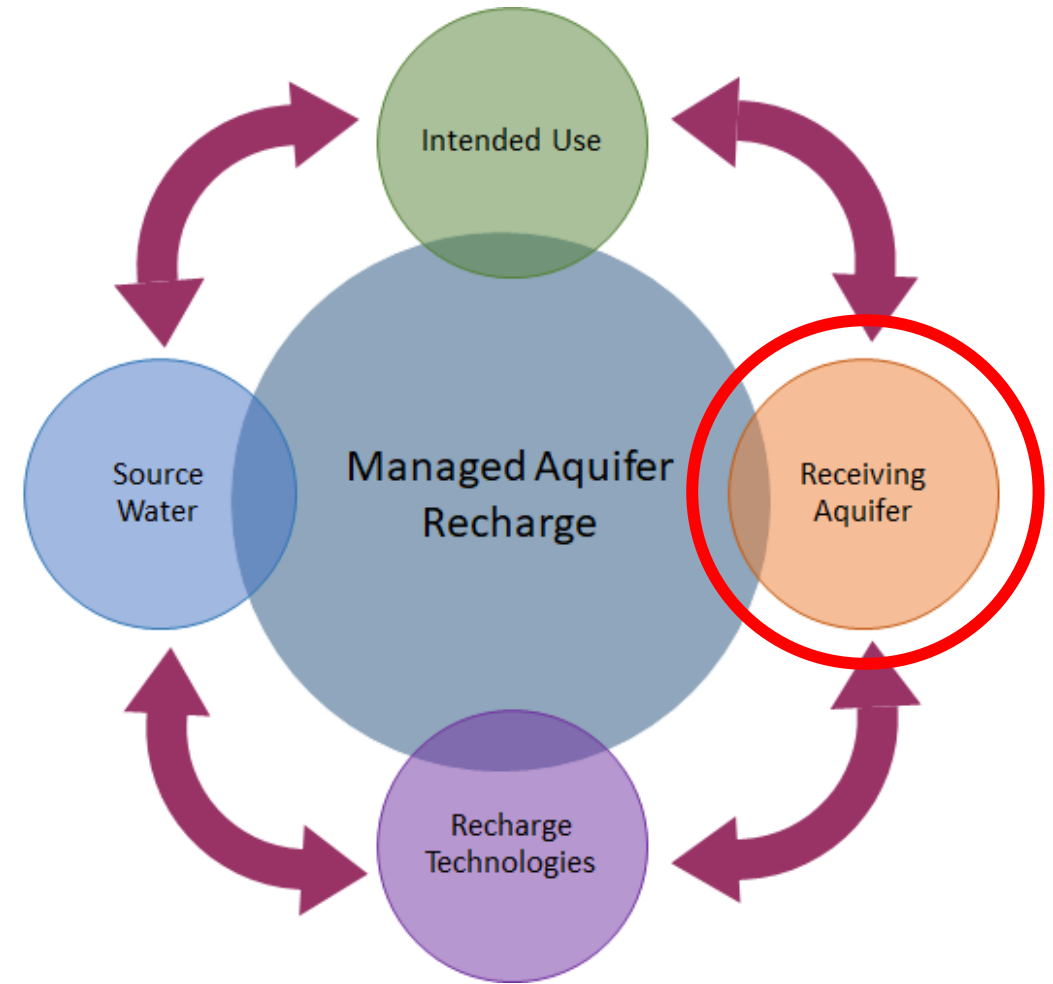 Intended Use
Source
Water
Managed Aquifer
Recharge
Receiving
Aquifer
Recharge
Technologies